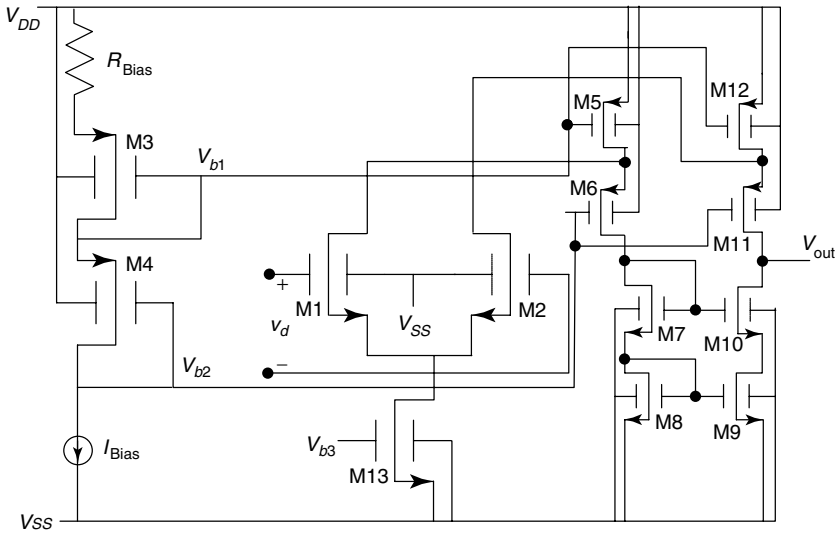 V_DD
R_Bias
M3
V_b1
M4
V_b2
I_Bias
V_SS
+
v_d
−
M1
V_SS
M2
V_b3
M13
M5
M12
M6
M11
V_out
M7
M10
M8
M9